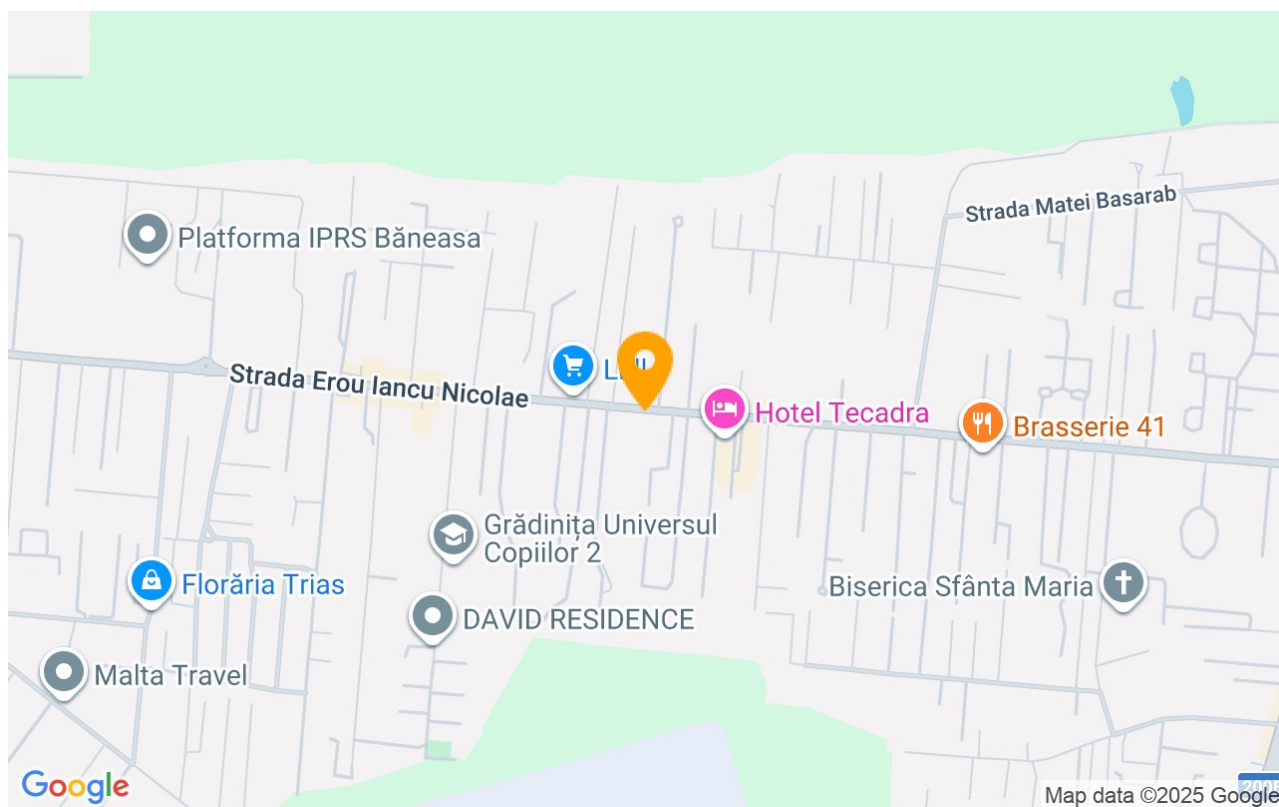 Strada Matei Basarab
Platforma IPRS Băneasa
Strada Erou Iancu Nicolae
Hotel Tecadra
Brasserie 41
Grădinița Universul
Copiilor 2
Florăria Trias
Biserica Sfânta Maria
DAVID RESIDENCE
Malta Travel
Google
Map data ©2025 Google